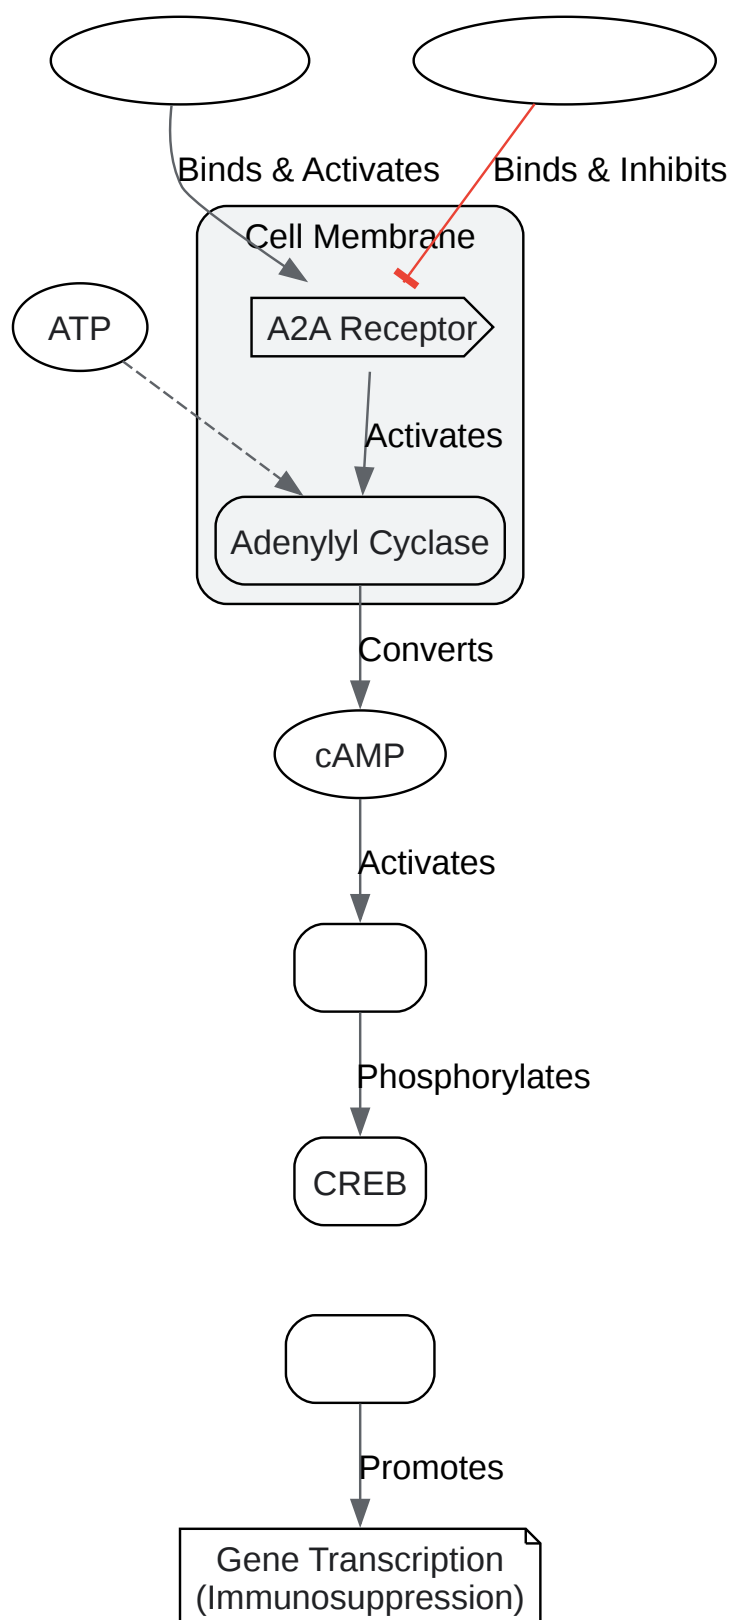 Binds & Activates
Binds & Inhibits
Cell Membrane
ATP
A2A Receptor
Activates
Adenylyl Cyclase
Converts
cAMP
Activates
Phosphorylates
CREB
Promotes
Gene Transcription
(Immunosuppression)